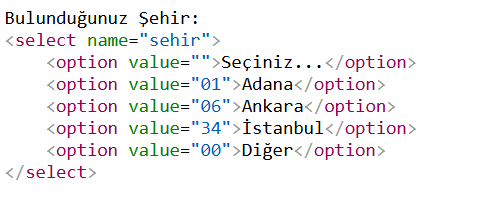 Bulunduğunuz Şehir:
<select name="sehir">
    <option value="">Seçiniz...</option>
    <option value="01">Adana</option>
    <option value="06">Ankara</option>
    <option value="34">İstanbul</option>
    <option value="00">Diğer</option>
</select>